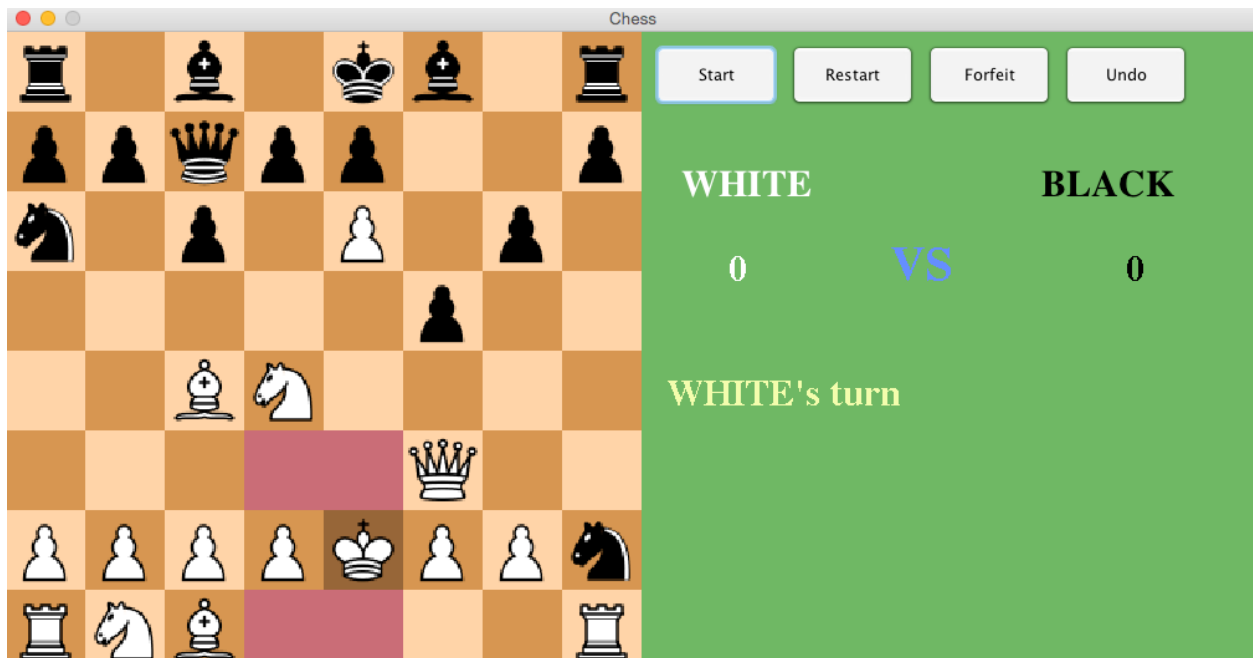 Chess
Start Restart Forfeit Undo
WHITE BLACK
0 VS 0
WHITE's turn